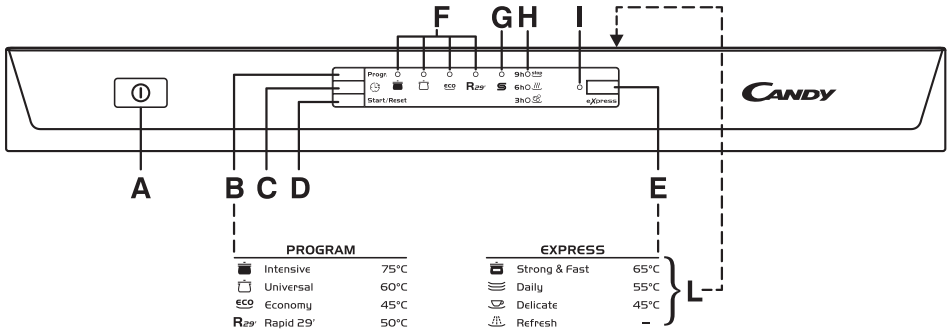 F G H I
Progr. 9h stop
ECO R29' S 6h
Start/Reset 3h eXpress
CANDY
A B C D E
PROGRAM
Intensive 75°C
Universal 60°C
ECO Economy 45°C
R29' Rapid 29' 50°C
EXPRESS
Strong & Fast 65°C
Daily 55°C
Delicate 45°C
Refresh –
L